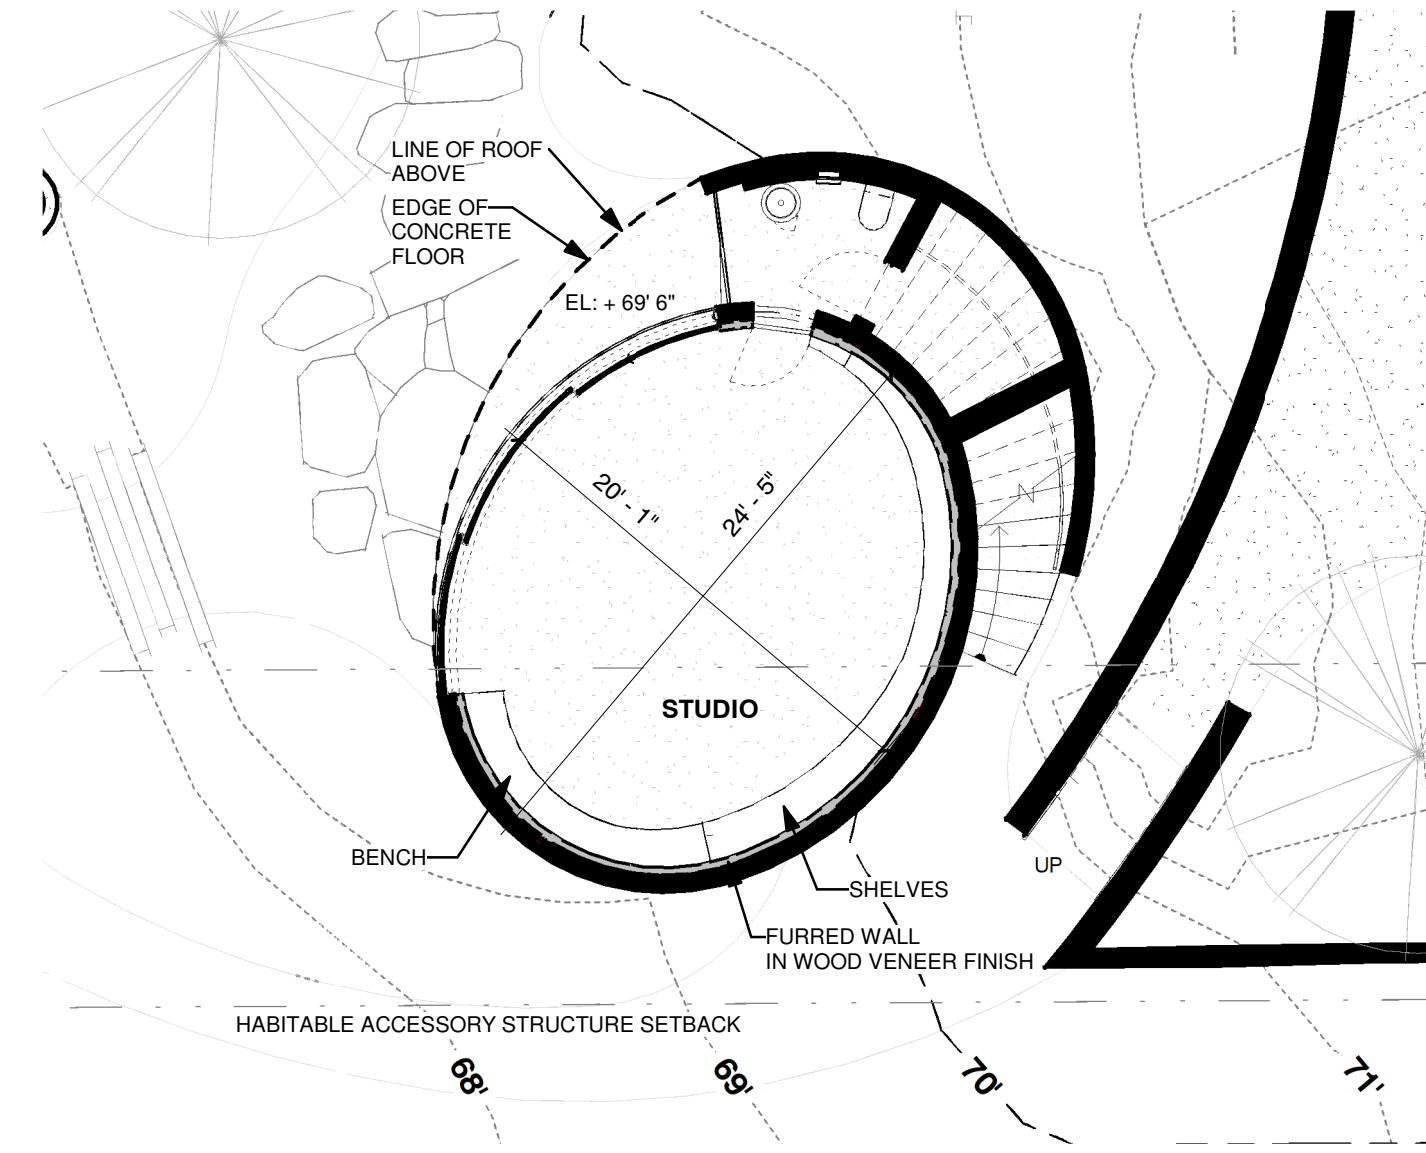 LINE OF ROOF
ABOVE
EDGE OF
CONCRETE
FLOOR
EL: + 69' 6"
20' - 1"
24' - 5"
STUDIO
BENCH
UP
SHELVES
FURRED WALL
IN WOOD VENEER FINISH
HABITABLE ACCESSORY STRUCTURE SETBACK
68'
69'
70'
71'